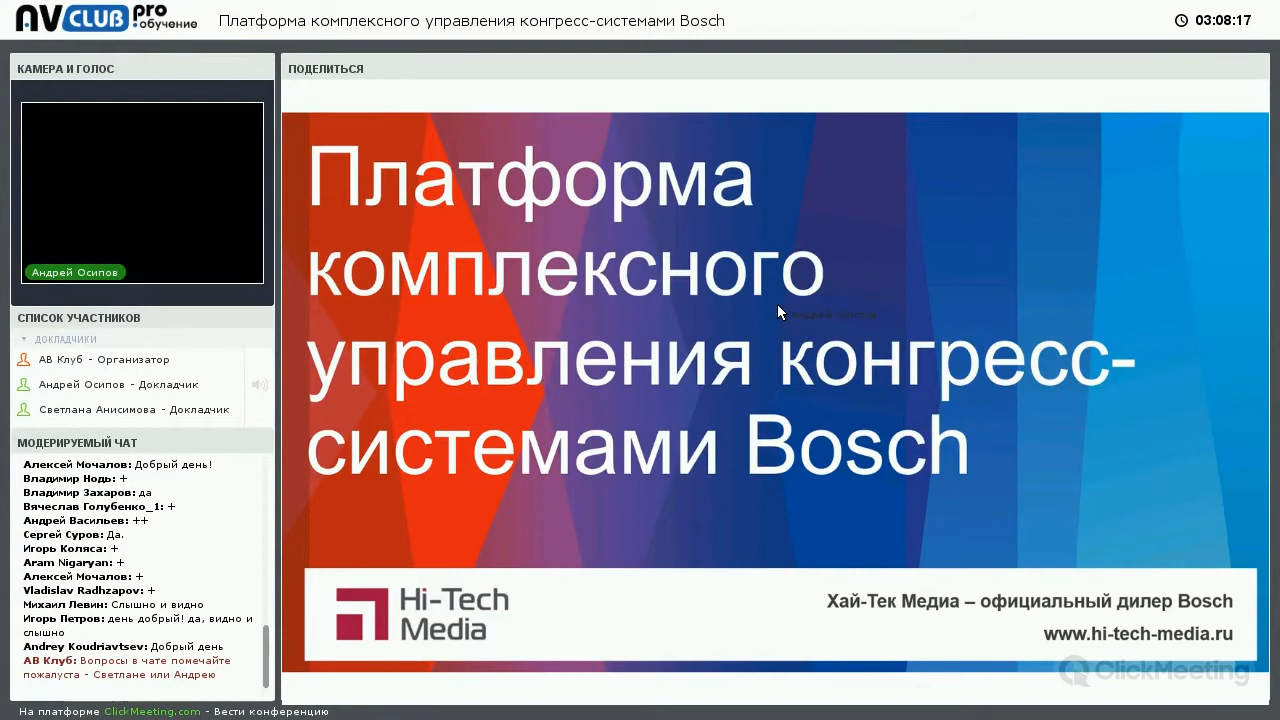 AV CLUB pro :обучение
Платформа комплексного управления конгресс-системами Bosch
03:08:17
КАМЕРА И ГОЛОС
Андрей Осипов
СПИСОК УЧАСТНИКОВ
ДОКЛАДЧИКИ
АВ Клуб - Организатор
Андрей Осипов - Докладчик
Светлана Анисимова - Докладчик
МОДЕРИРУЕМЫЙ ЧАТ
Алексей Мочалов: Добрый день!
Владимир Нодь: +
Владимир Захаров: да
Вячеслав Голубенко_1: +
Андрей Васильев: ++
Сергей Суров: Да.
Игорь Коляса: +
Aram Nigaryan: +
Алексей Мочалов: +
Vladislav Radhzapov: +
Михаил Левин: Слышно и видно
Игорь Петров: день добрый! да, видно и
слышно
Andrey Koudriavtsev: Добрый день
АВ Клуб: Вопросы в чате помечайте
пожалуста - Светлане или Андрею
ПОДЕЛИТЬСЯ
Платформа
комплексного
Андрей Осипов
управления конгресс-
системами Bosch
Hi-Tech
Media
Хай-Тек Медиа – официальный дилер Bosch
www.hi-tech-media.ru
ClickMeeting
На платформе ClickMeeting.com - Вести конференцию